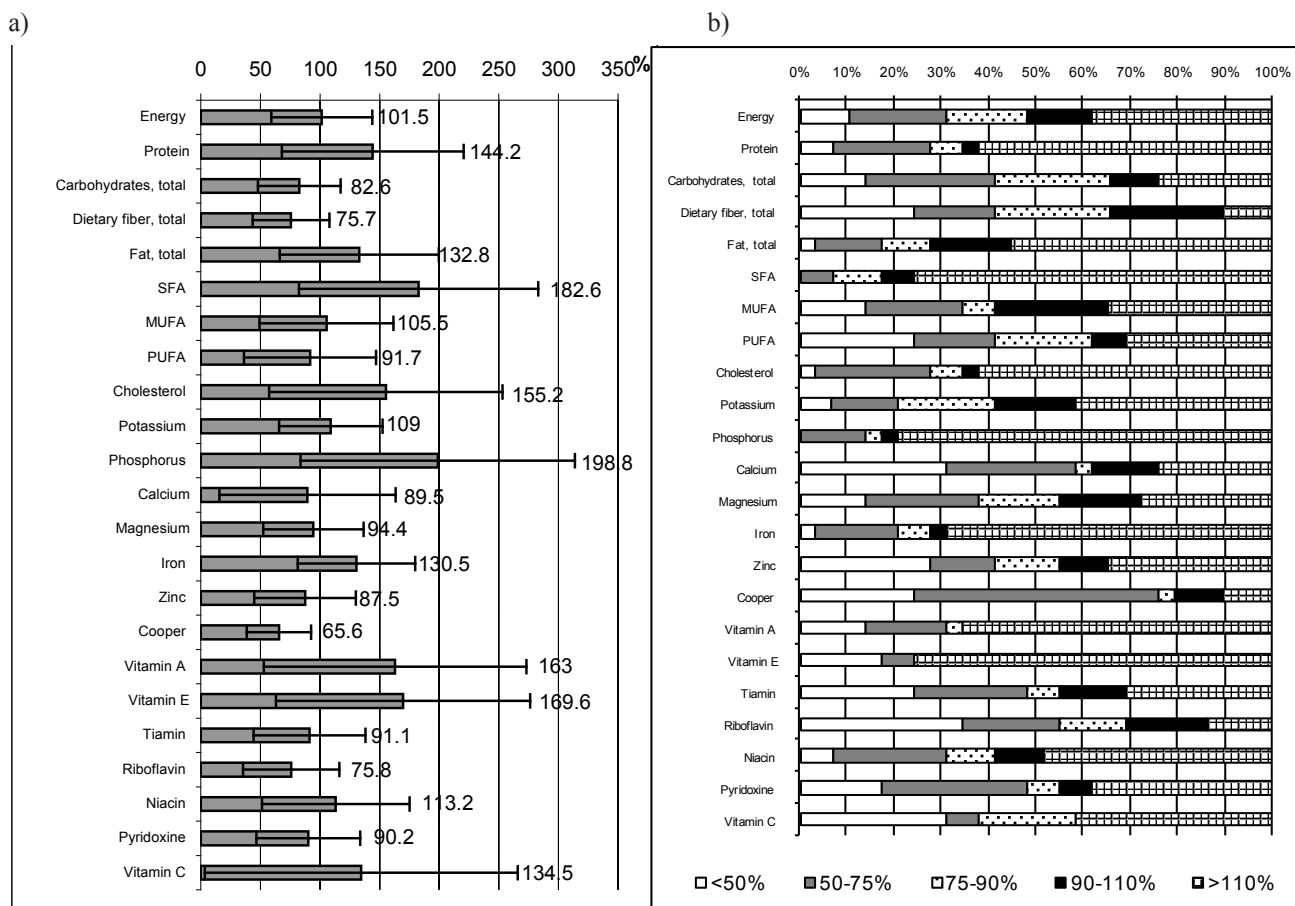 a)
b)
0 50 100 150 200 250 300 350 %
Energy 101.5
Protein 144.2
Carbohydrates, total 82.6
Dietary fiber, total 75.7
Fat, total 132.8
SFA 182.6
MUFA 105.5
PUFA 91.7
Cholesterol 155.2
Potassium 109
Phosphorus 198.8
Calcium 89.5
Magnesium 94.4
Iron 130.5
Zinc 87.5
Cooper 65.6
Vitamin A 163
Vitamin E 169.6
Tiamin 91.1
Riboflavin 75.8
Niacin 113.2
Pyridoxine 90.2
Vitamin C 134.5
0% 10% 20% 30% 40% 50% 60% 70% 80% 90% 100%
Energy
Protein
Carbohydrates, total
Dietary fiber, total
Fat, total
SFA
MUFA
PUFA
Cholesterol
Potassium
Phosphorus
Calcium
Magnesium
Iron
Zinc
Cooper
Vitamin A
Vitamin E
Tiamin
Riboflavin
Niacin
Pyridoxine
Vitamin C
<50% 50-75% 75-90% 90-110% >110%